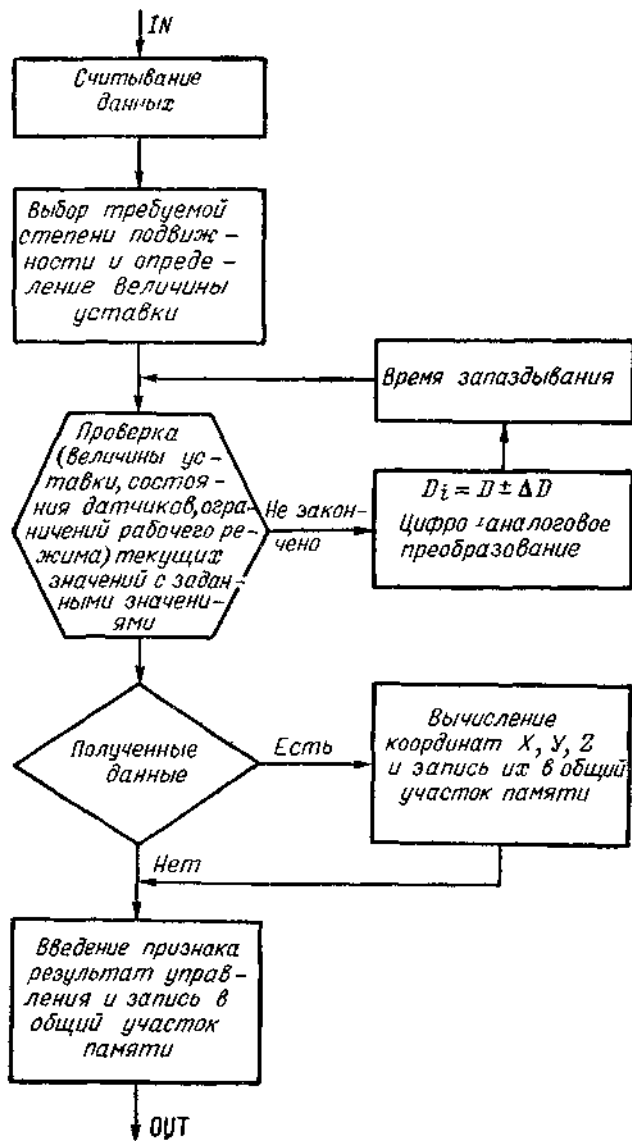 IN
Считывание
данных
Выбор требуемой
степени подвиж-
ности и опреде-
ление величины
уставки
Время запаздывания
Проверка
(величины ус-
тавки, состоя-
ния датчиков, огра-
ничений рабочего ре-
жима) текущих
значений с задан-
ными значени-
ями
Не закон-
чено
Di = D ± ΔD
Цифро-аналоговое
преобразование
Полученные
данные
Есть
Вычисление
координат X, У, Z
и запись их в общий
участок памяти
Нет
Введение признака
результат управ-
ления и запись в
общий участок
памяти
OUT